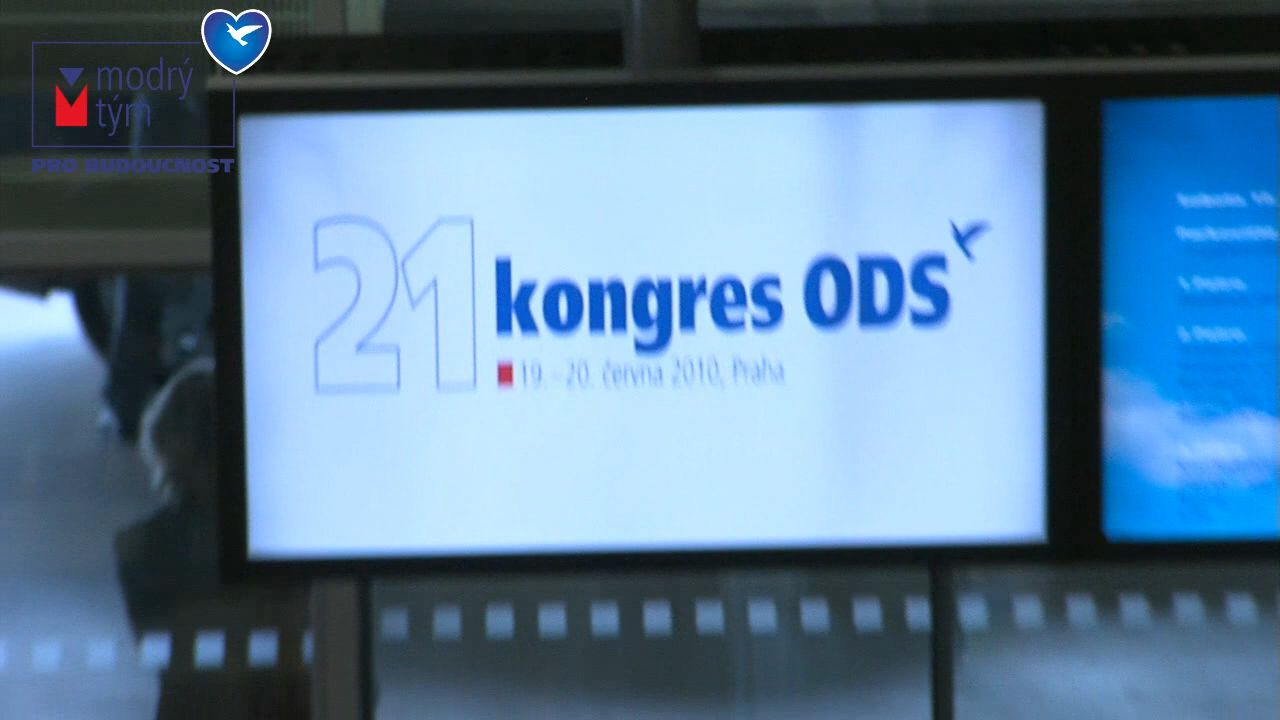 modrý
tým
PRO BUDOUCNOST
21
kongres ODS
19. - 20. června 2010, Praha